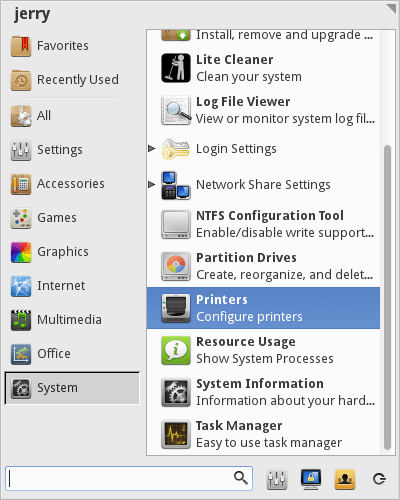 jerry
Favorites
Recently Used
All
Settings
Accessories
Games
Graphics
Internet
Multimedia
Office
System
Install, remove and upgrade ...
Lite Cleaner
Clean your system
Log File Viewer
View or monitor system log fil...
Login Settings
Network Share Settings
NTFS Configuration Tool
Enable/disable write support...
Partition Drives
Create, reorganize, and delet...
Printers
Configure printers
Resource Usage
Show System Processes
System Information
Information about your hard...
Task Manager
Easy to use task manager